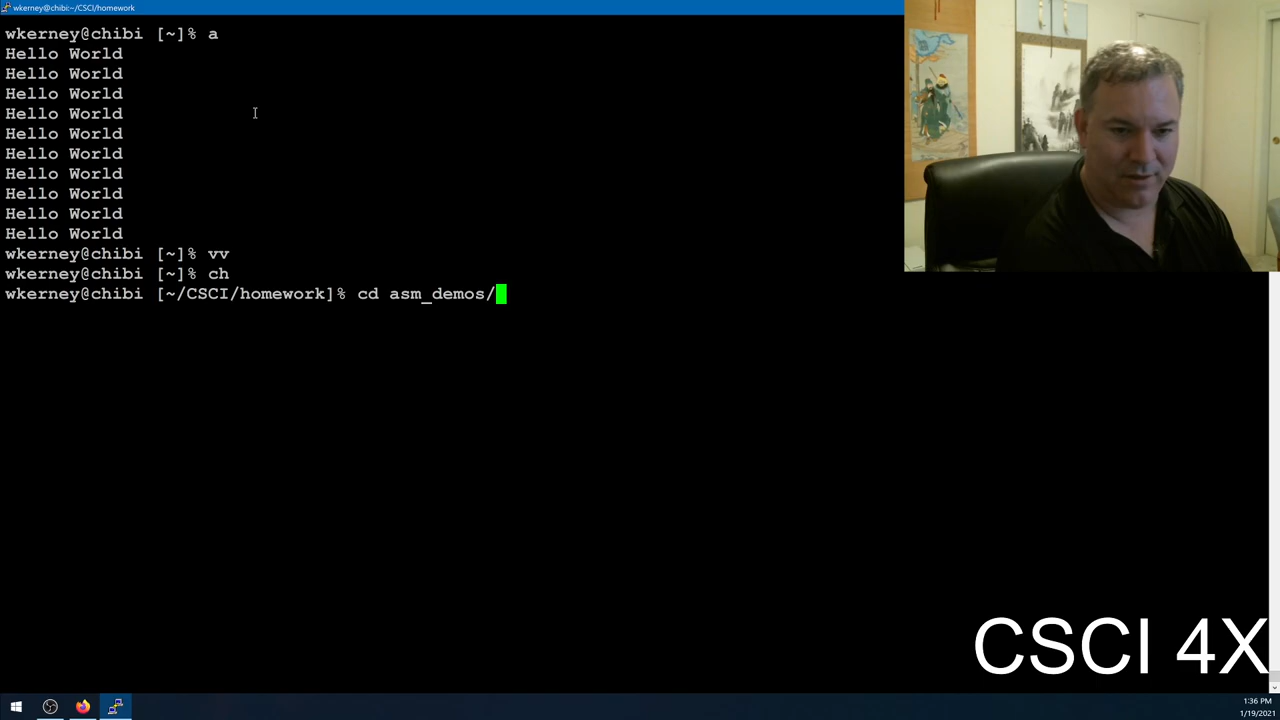 wkerney@chibi:~/CSCI/homework
wkerney@chibi [~]% a
Hello World
Hello World
Hello World
Hello World
Hello World
Hello World
Hello World
Hello World
Hello World
Hello World
wkerney@chibi [~]% vv
wkerney@chibi [~]% ch
wkerney@chibi [~/CSCI/homework]% cd asm_demos/
CSCI 4X
1:36 PM
1/19/2021